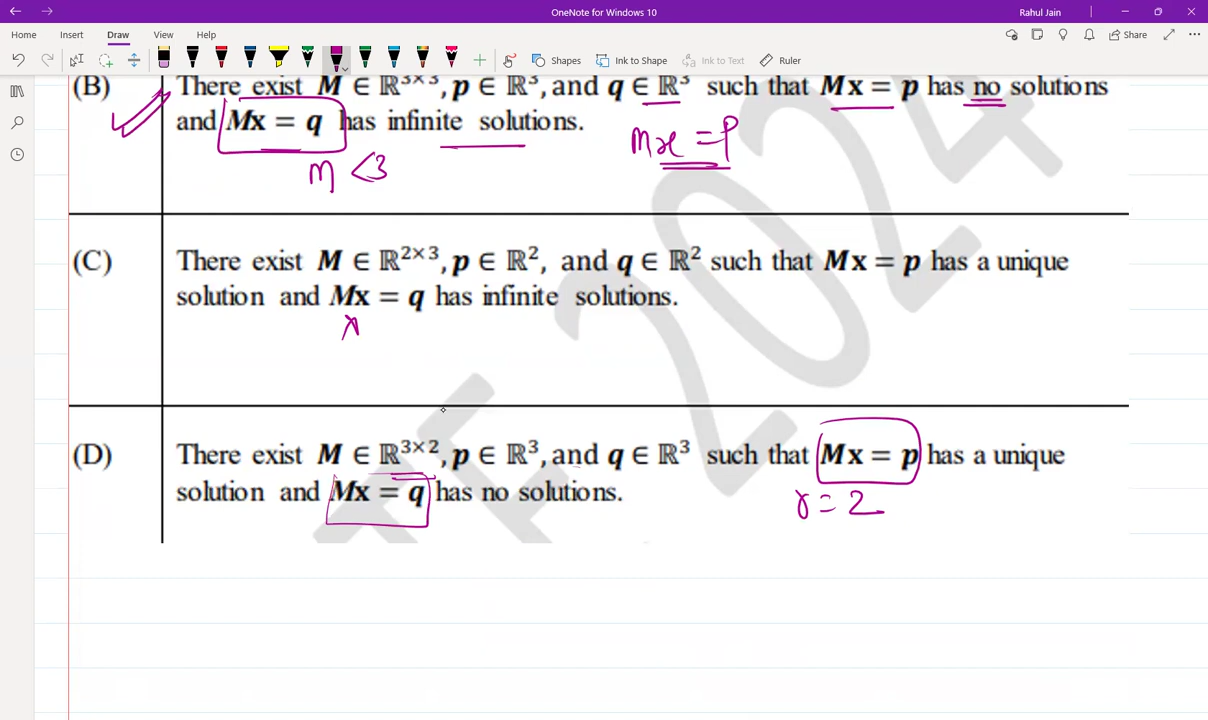 OneNote for Windows 10
Rahul Jain
Home Insert Draw View Help
Shapes Ink to Shape Ink to Text Ruler Share
(B) There exist M ∈ ℝ³ˣ³, p ∈ ℝ³, and q ∈ ℝ³ such that Mx = p has no solutions
and Mx = q has infinite solutions.
Mx = p
m < 3
(C) There exist M ∈ ℝ²ˣ³, p ∈ ℝ², and q ∈ ℝ² such that Mx = p has a unique
solution and Mx = q has infinite solutions.
x
(D) There exist M ∈ ℝ³ˣ², p ∈ ℝ³, and q ∈ ℝ³ such that Mx = p has a unique
solution and Mx = q has no solutions.
r = 2
2024